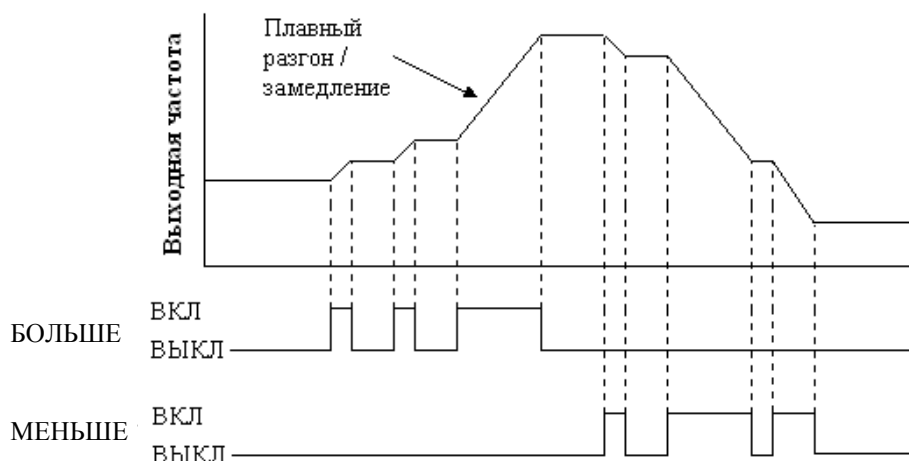 Плавный
разгон /
замедление
Выходная частота
БОЛЬШЕ
ВКЛ
ВЫКЛ
МЕНЬШЕ
ВКЛ
ВЫКЛ